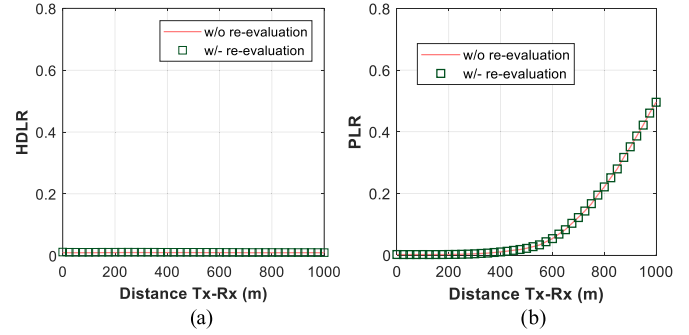 0.8
0.6
0.4
0.2
0
HDLR
w/o re-evaluation
w/- re-evaluation
0 200 400 600 800 1000
Distance Tx-Rx (m)
(a)
0.8
0.6
0.4
0.2
0
PLR
w/o re-evaluation
w/- re-evaluation
0 200 400 600 800 1000
Distance Tx-Rx (m)
(b)